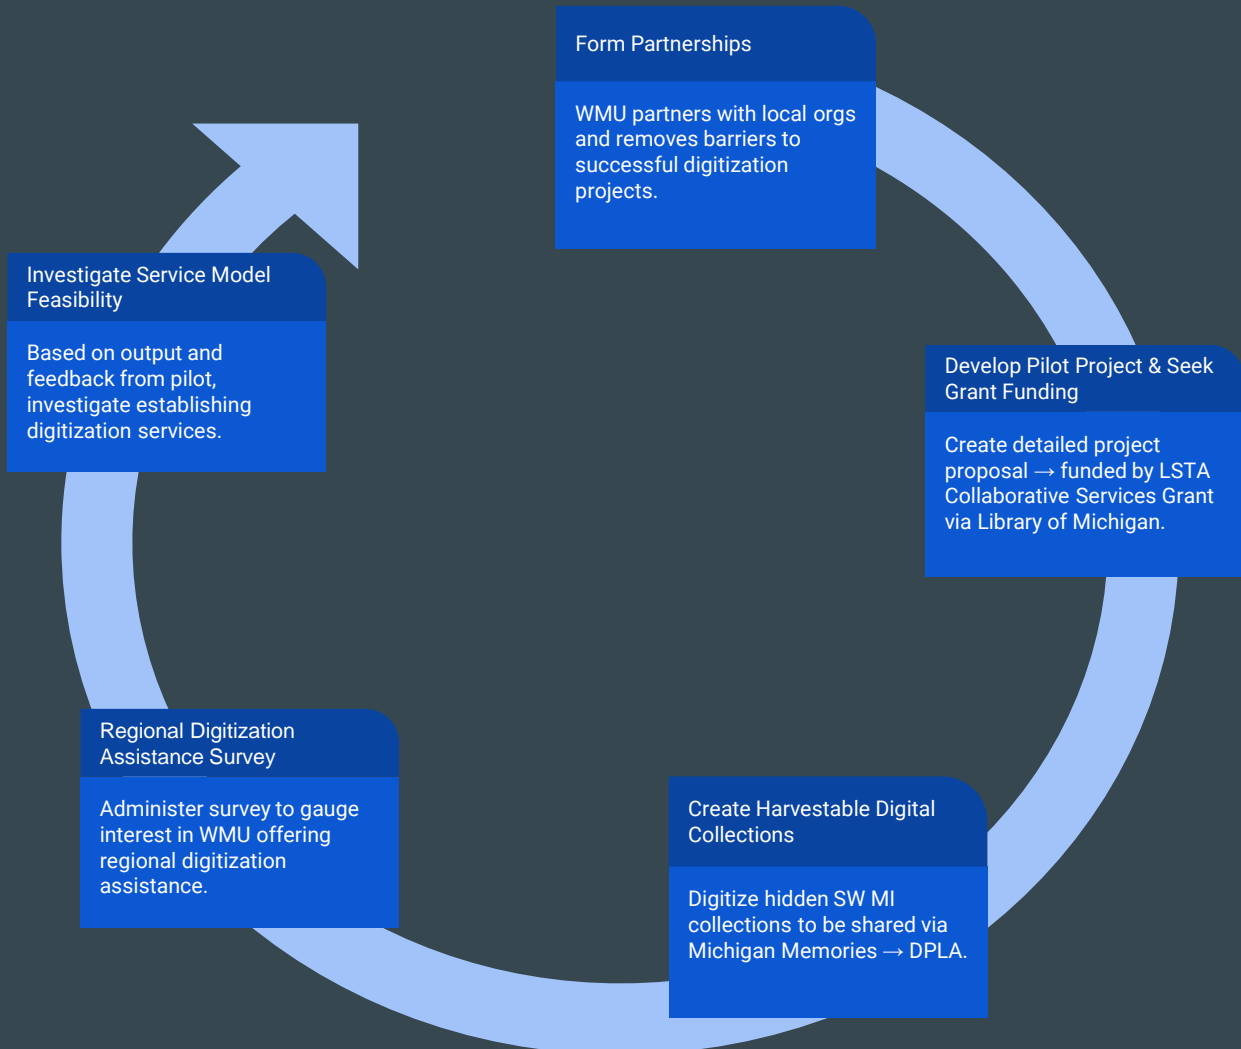 Form Partnerships
WMU partners with local orgs
and removes barriers to
successful digitization
projects.
Develop Pilot Project & Seek
Grant Funding
Create detailed project
proposal → funded by LSTA
Collaborative Services Grant
via Library of Michigan.
Create Harvestable Digital
Collections
Digitize hidden SW MI
collections to be shared via
Michigan Memories → DPLA.
Regional Digitization
Assistance Survey
Administer survey to gauge
interest in WMU offering
regional digitization
assistance.
Investigate Service Model
Feasibility
Based on output and
feedback from pilot,
investigate establishing
digitization services.